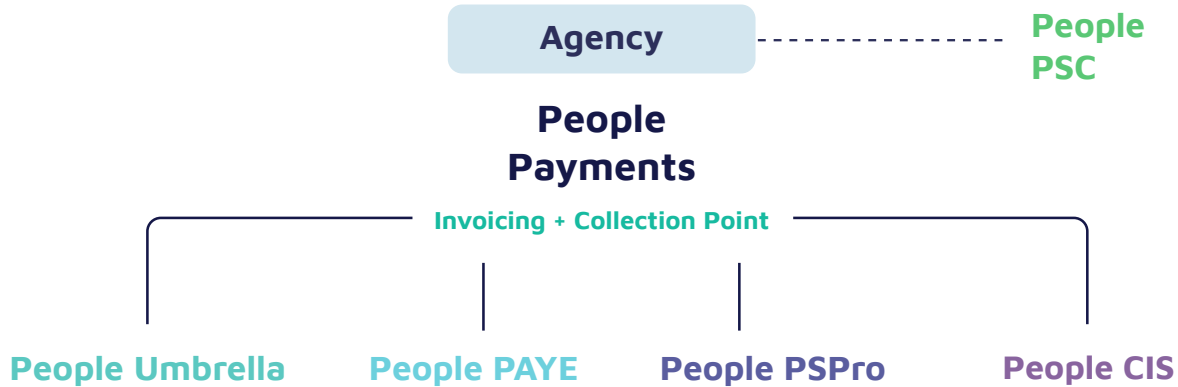 Agency
People
PSC
People
Payments
Invoicing + Collection Point
People Umbrella
People PAYE
People PSPro
People CIS